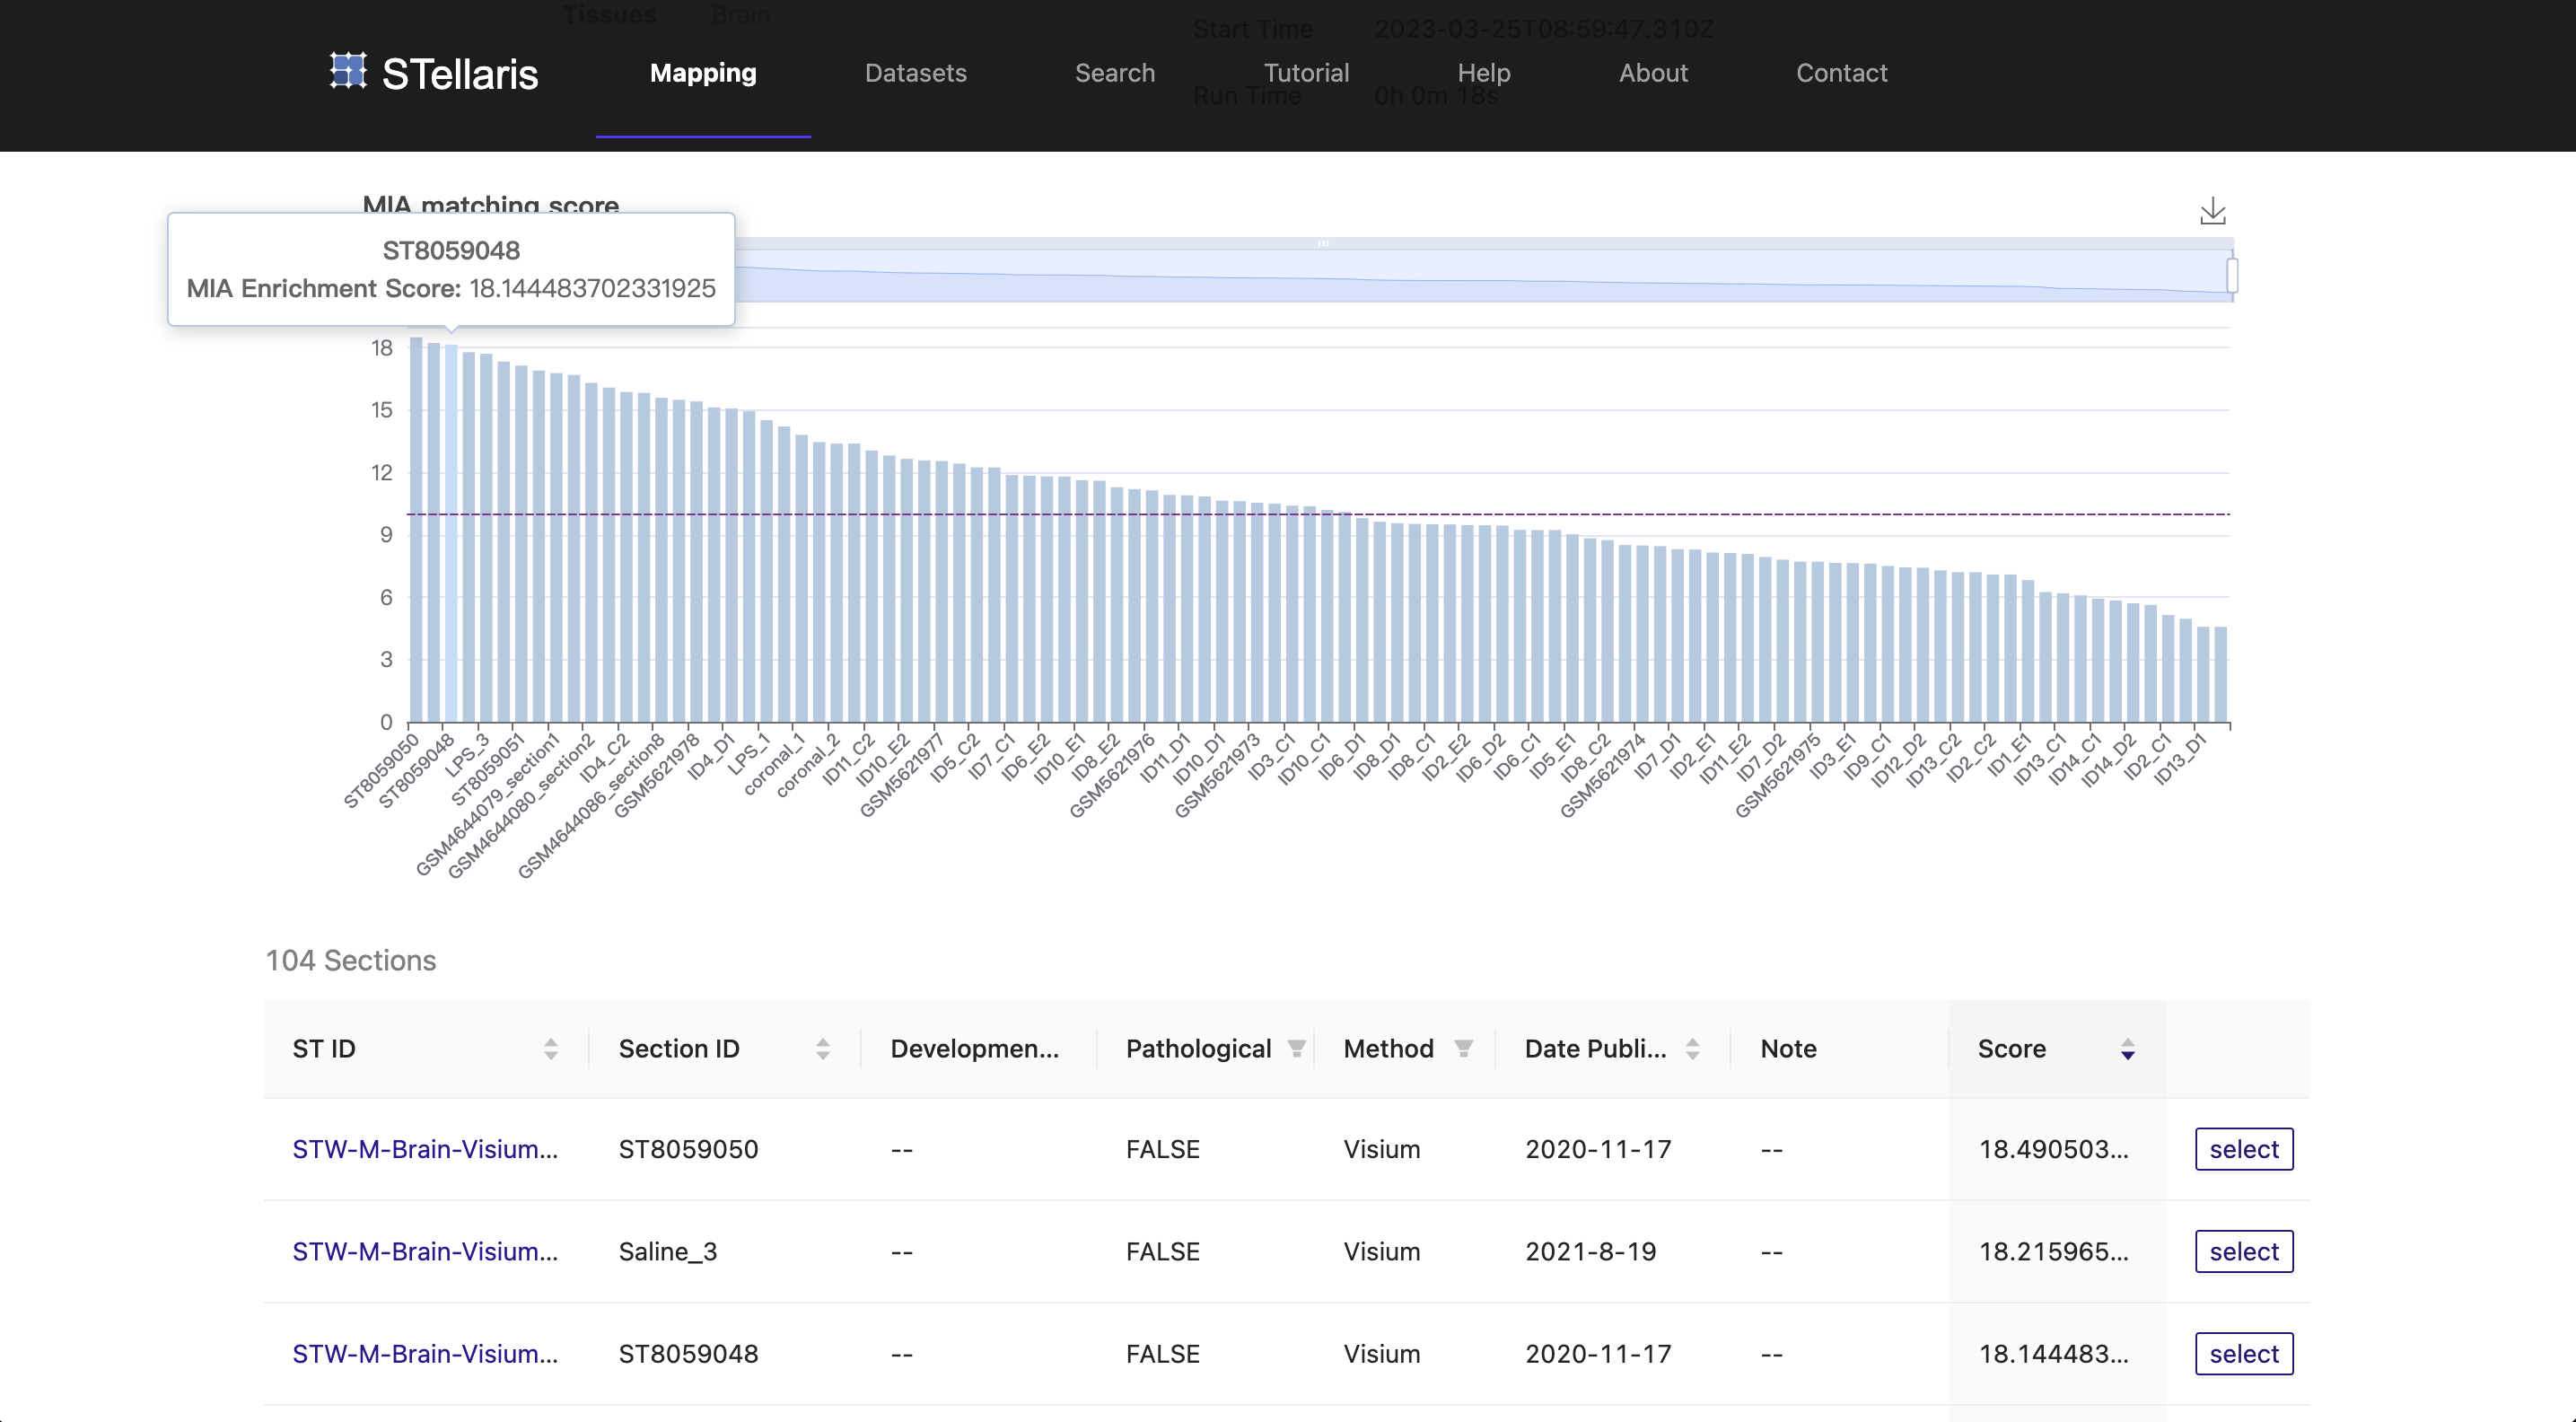 Tissues Brain
Start Time 2023-03-25T08:59:47.310Z
STellaris Mapping Datasets Search Tutorial Help About Contact
Run Time 0h 0m 18s
MIA matching score
ST8059048
MIA Enrichment Score: 18.144483702331925
18
15
12
9
6
3
0
ST8059050
ST8059048
LPS_3
ST8059051
GSM4644079_section1
GSM4644080_section2
ID4_C2
GSM4644086_section8
GSM5621978
ID4_D1
LPS_1
coronal_1
coronal_2
ID11_C2
ID10_E2
GSM5621977
ID5_C2
ID7_C1
ID6_E2
ID10_E1
ID8_E2
GSM5621976
ID11_D1
ID10_D1
GSM5621973
ID3_C1
ID10_C1
ID6_D1
ID8_D1
ID8_C1
ID2_E2
ID6_D2
ID6_C1
ID5_E1
ID8_C2
GSM5621974
ID7_D1
ID2_E1
ID11_E2
ID7_D2
GSM5621975
ID3_E1
ID9_C1
ID12_D2
ID13_C2
ID2_C2
ID1_E1
ID13_C1
ID14_C1
ID14_D2
ID2_C1
ID13_D1
104 Sections
ST ID Section ID Developmen... Pathological Method Date Publi... Note Score
STW-M-Brain-Visium... ST8059050 -- FALSE Visium 2020-11-17 -- 18.490503... select
STW-M-Brain-Visium... Saline_3 -- FALSE Visium 2021-8-19 -- 18.215965... select
STW-M-Brain-Visium... ST8059048 -- FALSE Visium 2020-11-17 -- 18.144483... select